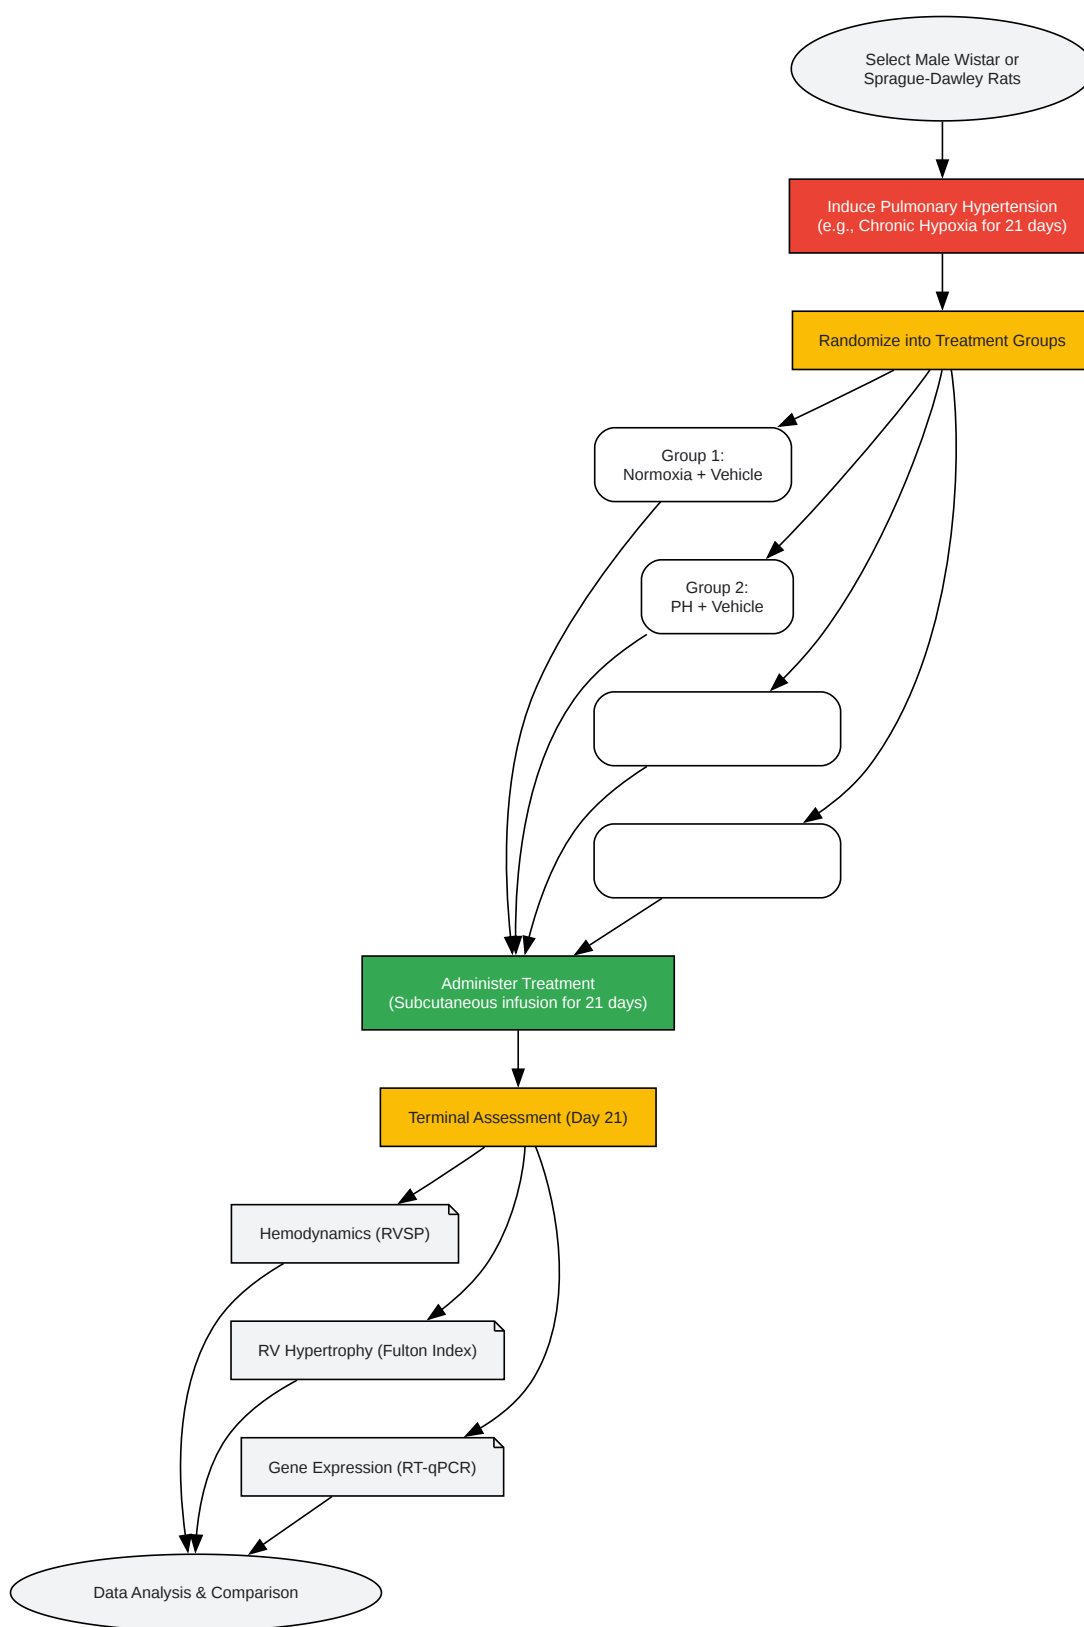 Select Male Wistar or
Sprague-Dawley Rats
Induce Pulmonary Hypertension
(e.g., Chronic Hypoxia for 21 days)
Randomize into Treatment Groups
Group 1:
Normoxia + Vehicle
Group 2:
PH + Vehicle
Administer Treatment
(Subcutaneous infusion for 21 days)
Terminal Assessment (Day 21)
Hemodynamics (RVSP)
RV Hypertrophy (Fulton Index)
Gene Expression (RT-qPCR)
Data Analysis & Comparison